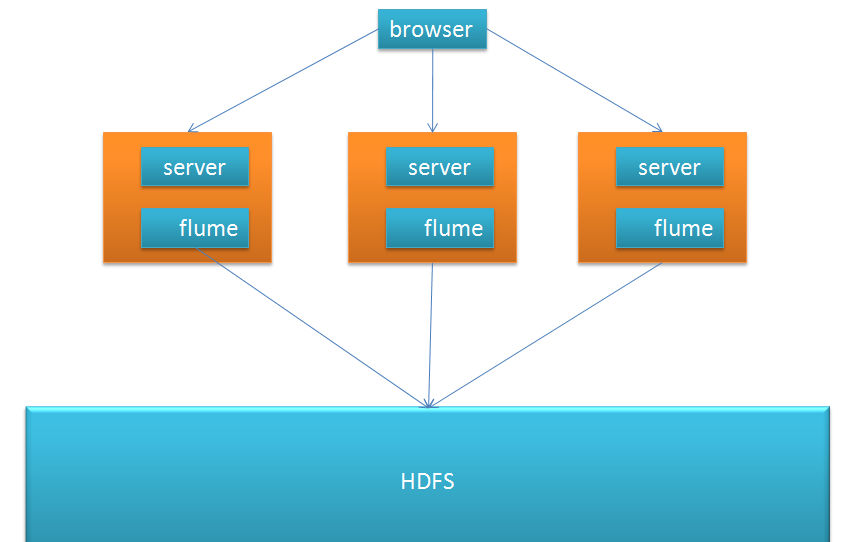 browser
server
server
server
flume
flume
flume
HDFS